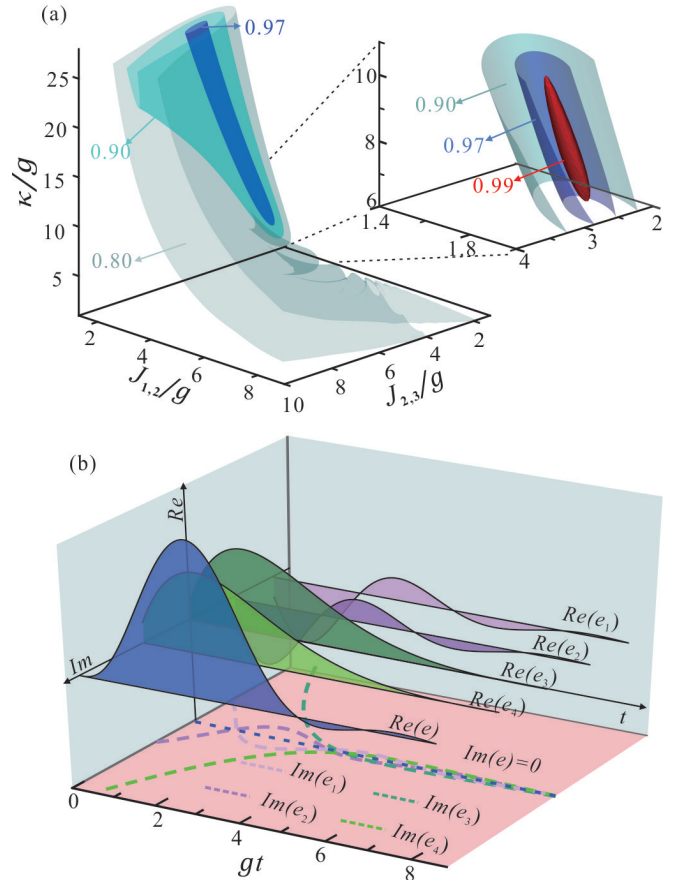 (a)
0.97
0.90
0.80
25
20
15
10
5
κ/g
2
4
6
8
10
J1,2/g
8
6
4
2
J2,3/g
10
8
6
0.90
0.97
0.99
1.4
1.8
4
3
2
(b)
Re
Im
t
Re(e1)
Re(e2)
Re(e3)
Re(e4)
Re(e)
Im(e)=0
Im(e1)
Im(e2)
Im(e3)
Im(e4)
0
2
4
6
8
gt